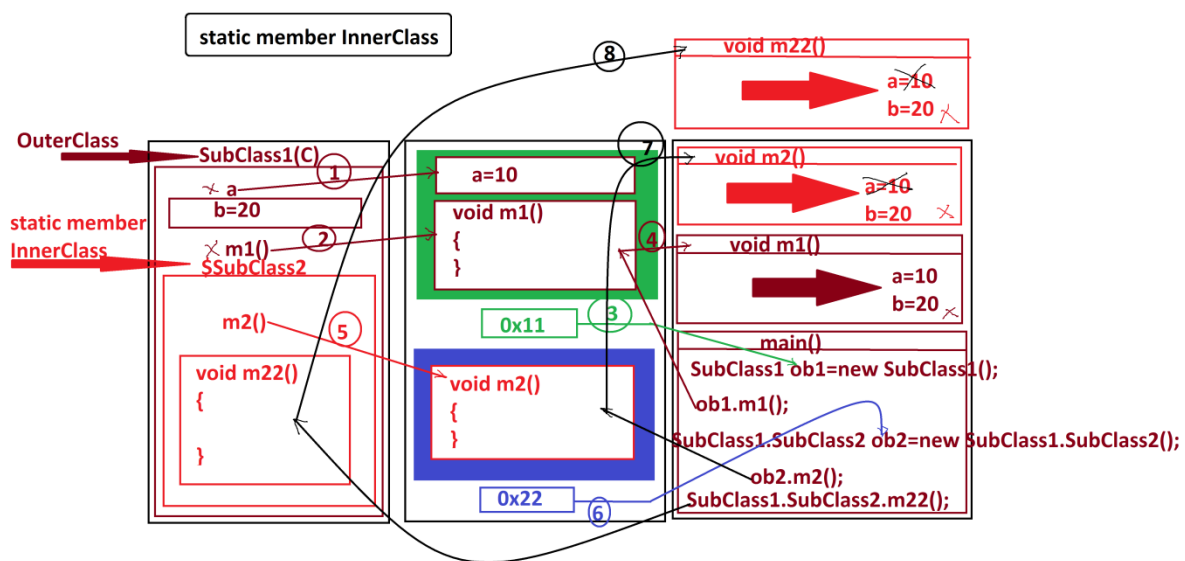 static member InnerClass
8
void m22()
a=10
b=20
OuterClass
SubClass1(C)
1
a
b=20
static member
InnerClass
m1()
2
$SubClass2
m2()
5
void m22()
{
}
a=10
void m1()
{
}
0x11
3
void m2()
{
}
0x22
6
7
void m2()
a=10
b=20
4
void m1()
a=10
b=20
main()
SubClass1 ob1=new SubClass1();
ob1.m1();
SubClass1.SubClass2 ob2=new SubClass1.SubClass2();
ob2.m2();
SubClass1.SubClass2.m22();